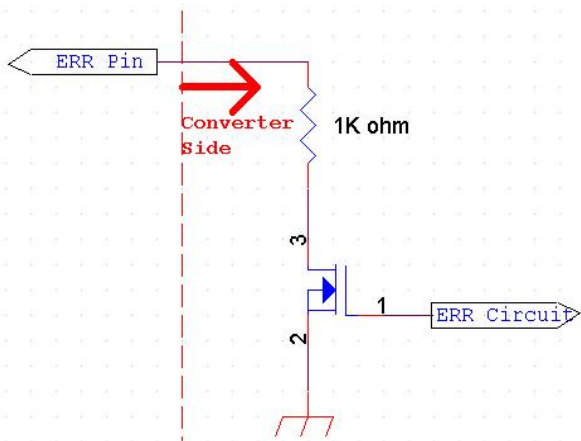 ERR Pin
Converter
Side
1K ohm
3
1
ERR Circuit
2